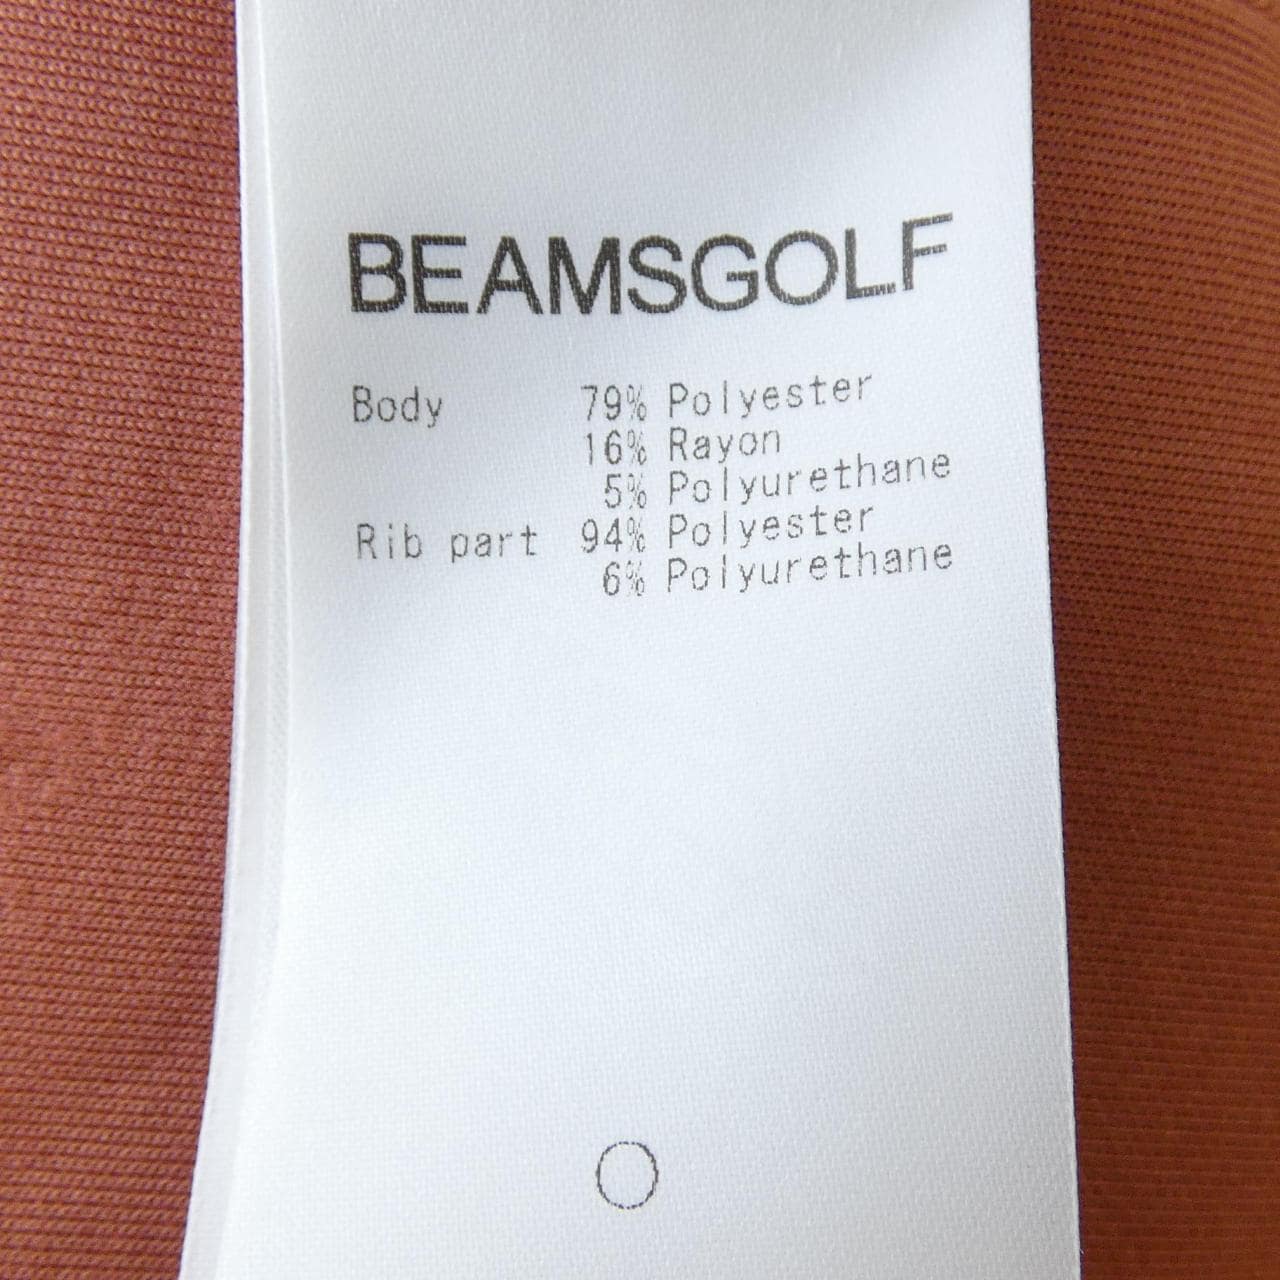 BEAMSGOLF
Body 79% Polyester
16% Rayon
5% Polyurethane
Rib part 94% Polyester
6% Polyurethane